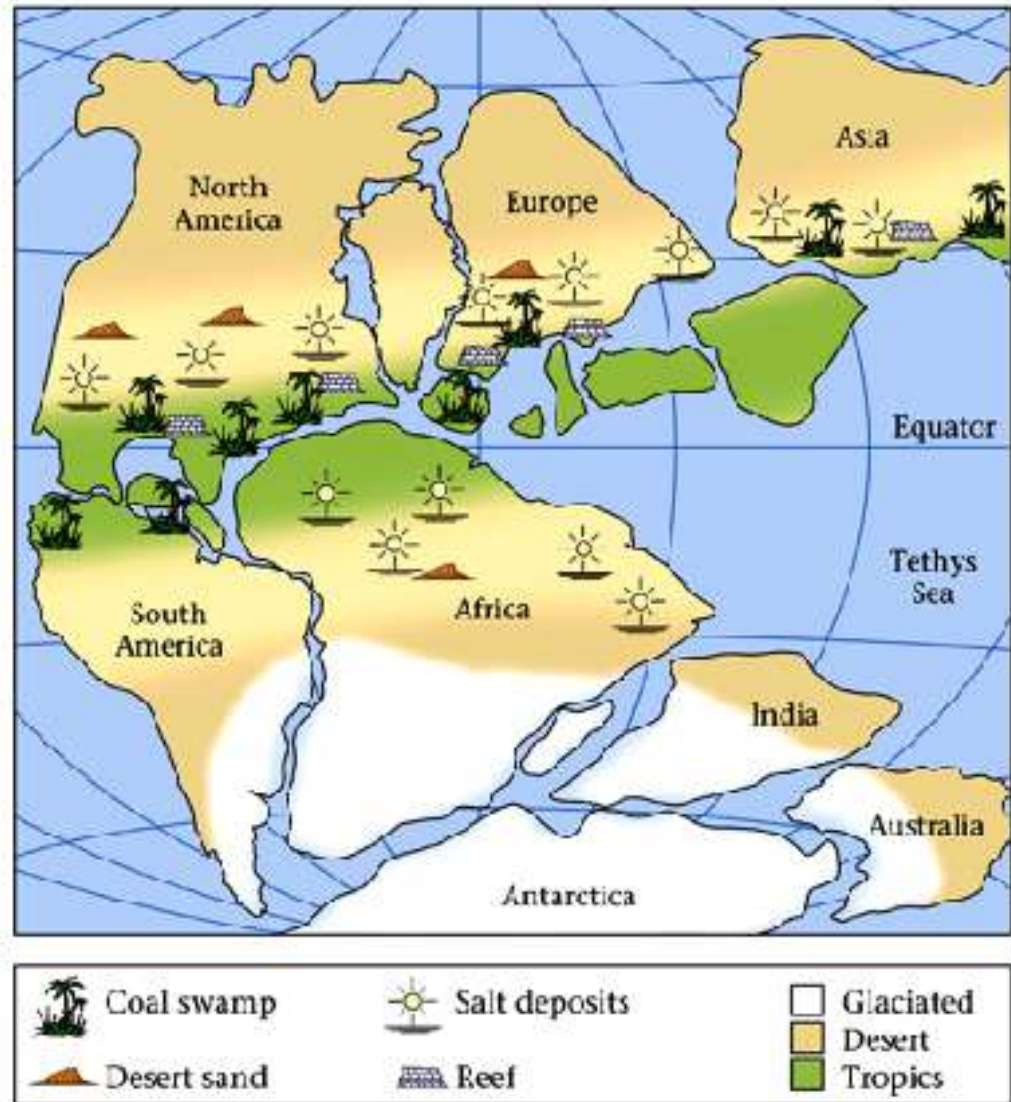 North
America
Europe
Asia
Equator
Tethys
Sea
South
America
Africa
India
Australia
Antarctica
Coal swamp
Salt deposits
Glaciated
Desert
Desert sand
Reef
Tropics